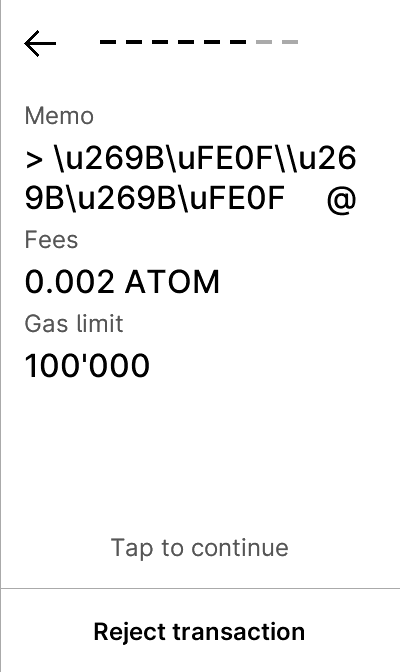 Memo
> \u269B\uFE0F\\u26
9B\u269B\uFE0F    @
Fees
0.002 ATOM
Gas limit
100'000
Tap to continue
Reject transaction